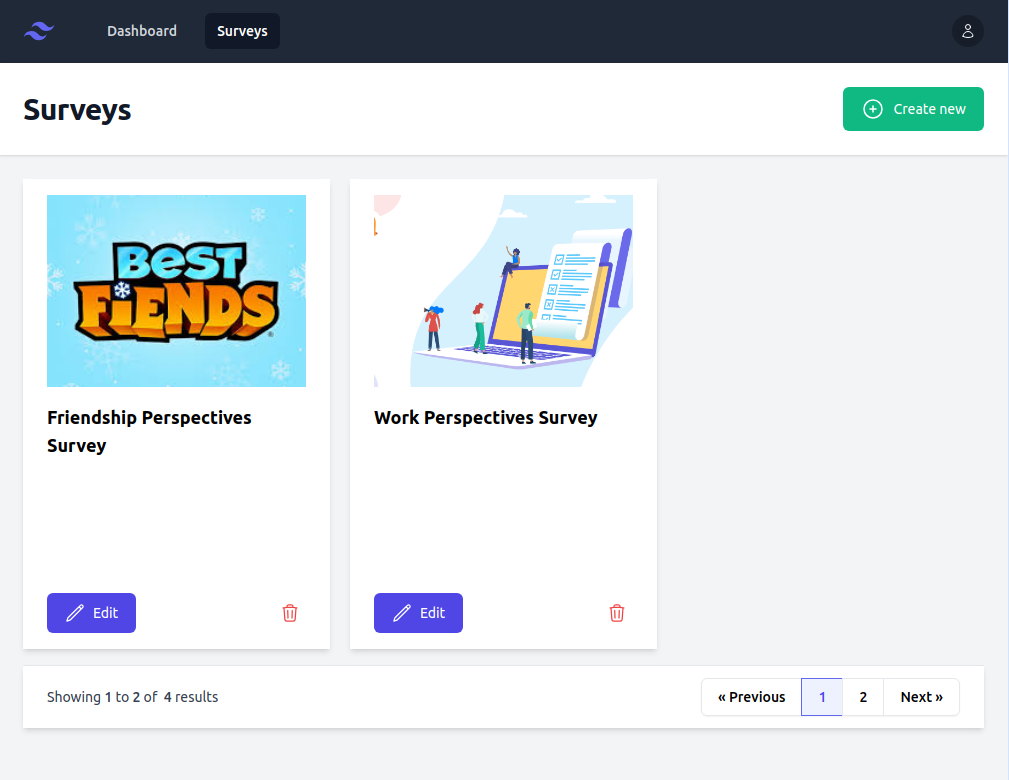 Dashboard
Surveys
Surveys
Create new
BeST
FiENDS
Friendship Perspectives
Survey
Work Perspectives Survey
Edit
Edit
Showing 1 to 2 of 4 results
« Previous
1
2
Next »